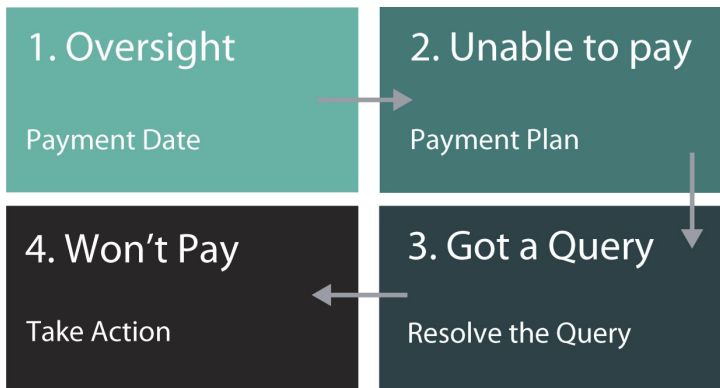 1. Oversight
Payment Date
2. Unable to pay
Payment Plan
3. Got a Query
Resolve the Query
4. Won’t Pay
Take Action